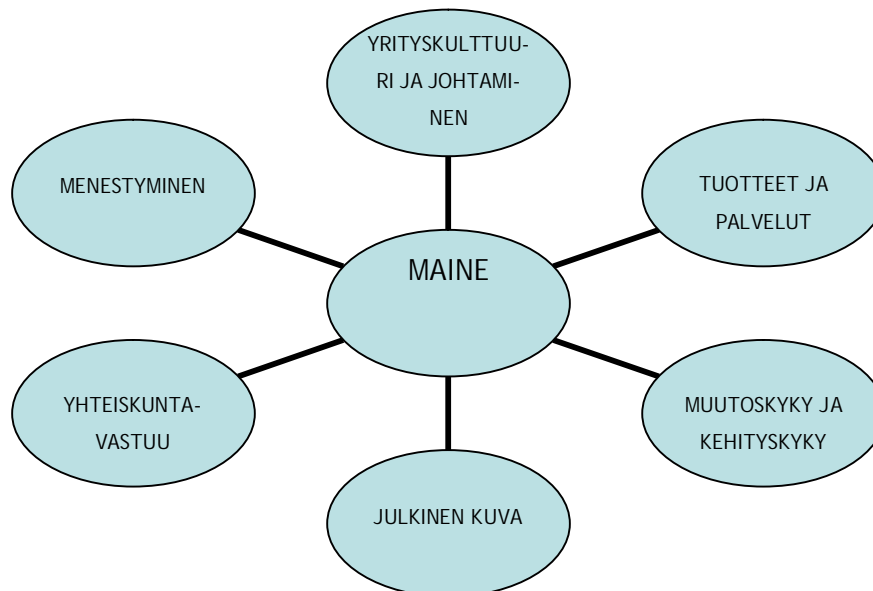 YRITYSKULTTUU-
RI JA JOHTAMI-
NEN
MENESTYMINEN
TUOTTEET JA
PALVELUT
MAINE
YHTEISKUNTA-
VASTUU
MUUTOSKYKY JA
KEHITYSKYKY
JULKINEN KUVA